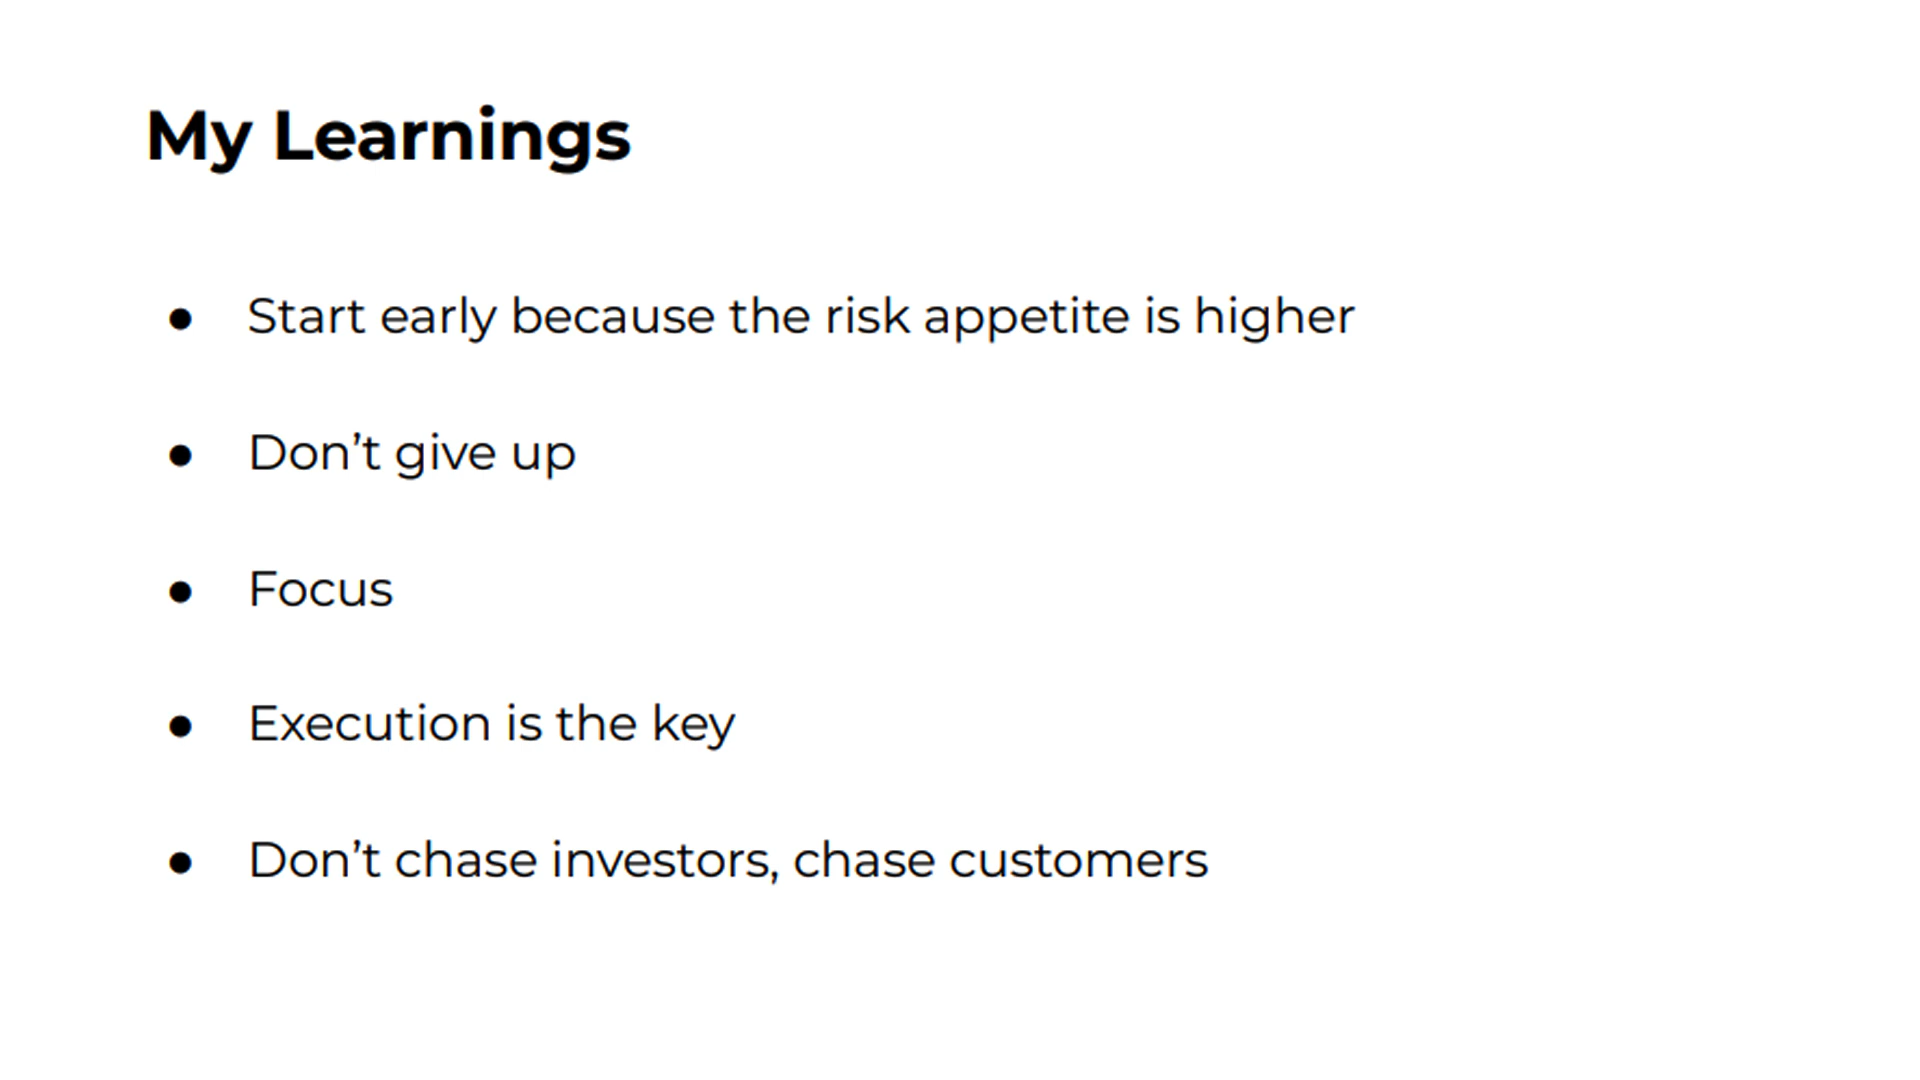 My Learnings
● Start early because the risk appetite is higher
● Don’t give up
● Focus
● Execution is the key
● Don’t chase investors, chase customers